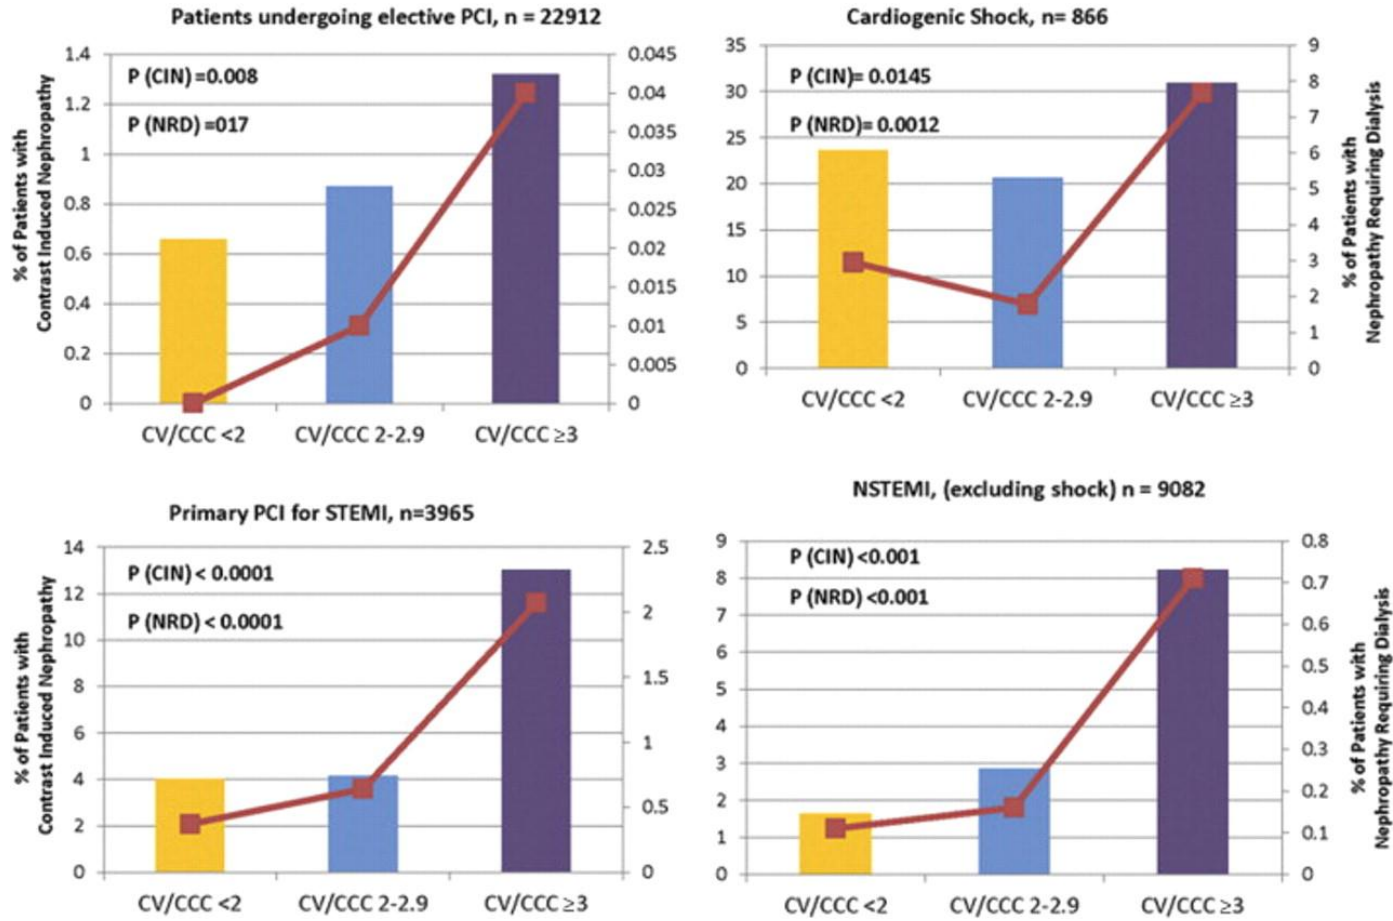 Patients undergoing elective PCI, n = 22912
% of Patients with
Contrast Induced Nephropathy
1.4
1.2
1
0.8
0.6
0.4
0.2
0
P (CIN) =0.008
P (NRD) =017
0.045
0.04
0.035
0.03
0.025
0.02
0.015
0.01
0.005
0
CV/CCC <2
CV/CCC 2-2.9
CV/CCC ≥3
Cardiogenic Shock, n= 866
35
30
25
20
15
10
5
0
P (CIN)= 0.0145
P (NRD)= 0.0012
9
8
7
6
5
4
3
2
1
0
% of Patients with
Nephropathy Requiring Dialysis
CV/CCC <2
CV/CCC 2-2.9
CV/CCC ≥3
Primary PCI for STEMI, n=3965
% of Patients with
Contrast Induced Nephropathy
14
12
10
8
6
4
2
0
P (CIN) < 0.0001
P (NRD) < 0.0001
2.5
2
1.5
1
0.5
0
CV/CCC <2
CV/CCC 2-2.9
CV/CCC ≥3
NSTEMI, (excluding shock) n = 9082
9
8
7
6
5
4
3
2
1
0
P (CIN) <0.001
P (NRD) <0.001
0.8
0.7
0.6
0.5
0.4
0.3
0.2
0.1
0
% of Patients with
Nephropathy Requiring Dialysis
CV/CCC <2
CV/CCC 2-2.9
CV/CCC ≥3